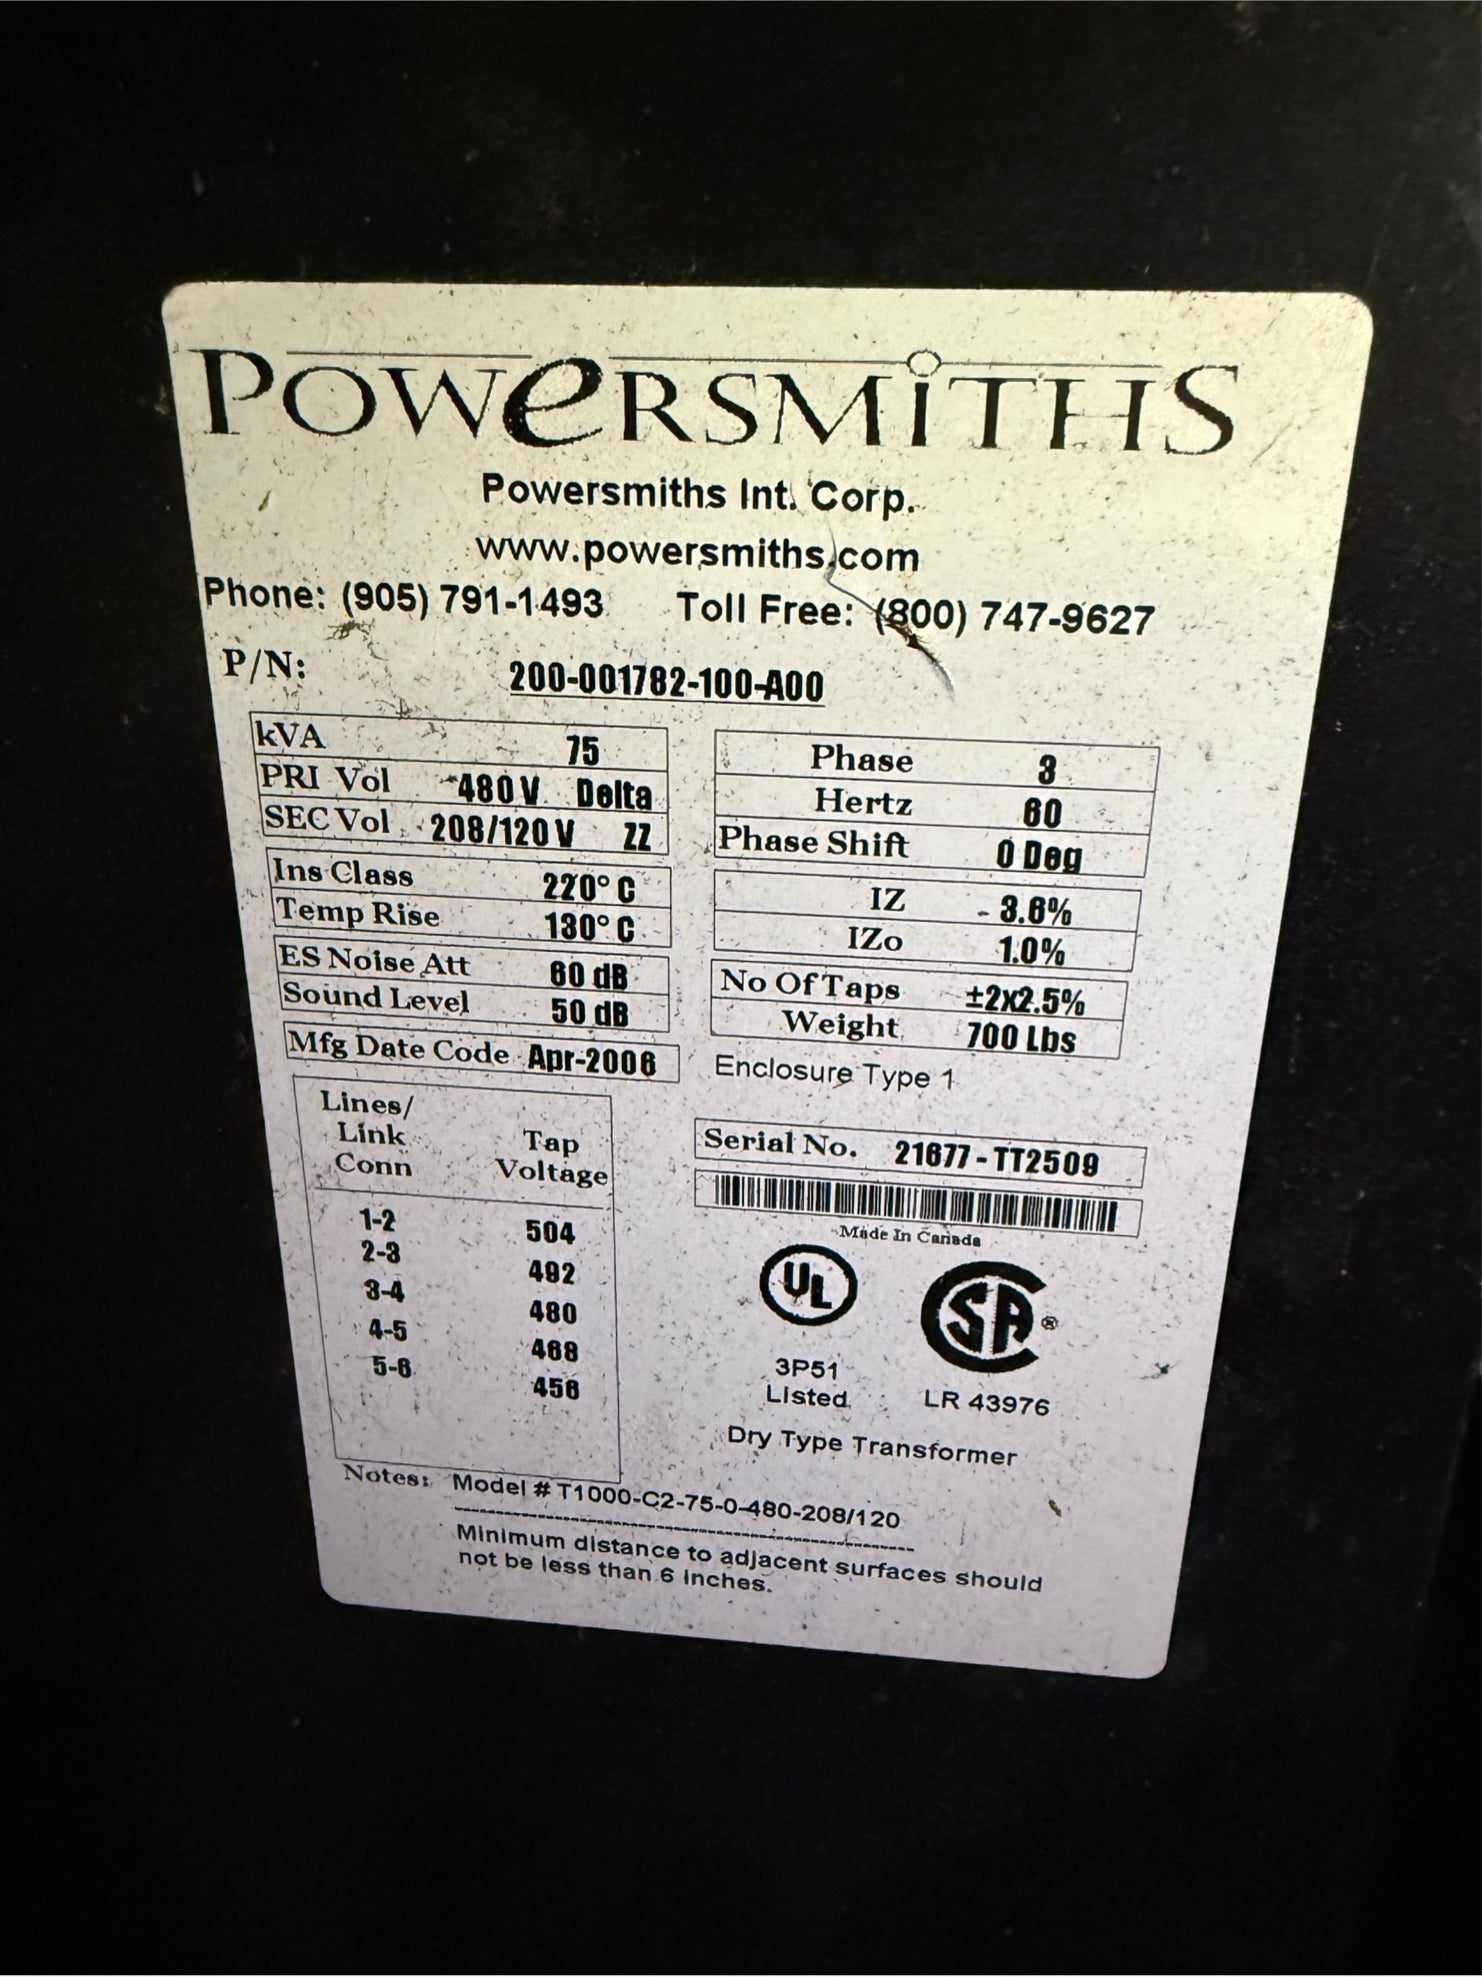 POWERSMITHS
Powersmiths Int. Corp.
www.powersmiths.com
Phone: (905) 791-1493 Toll Free: (800) 747-9627
P/N: 200-001782-100-A00
kVA 75
PRI Vol 480 V Delta
SEC Vol 208/120 V ZZ
Ins Class 220° C
Temp Rise 130° C
ES Noise Att 60 dB
Sound Level 50 dB
Mfg Date Code Apr-2006
Phase 3
Hertz 60
Phase Shift 0 Deg
IZ - 3.6%
IZo 1.0%
No Of Taps ±2x2.5%
Weight 700 Lbs
Enclosure Type 1
Lines/
Link Tap
Conn Voltage
1-2 504
2-3 492
3-4 480
4-5 468
5-6 456
Serial No. 21677 - TT2509
Made In Canada
UL
SA ®
3P51
Listed
LR 43976
Dry Type Transformer
Notes: Model # T1000-C2-75-0-480-208/120
Minimum distance to adjacent surfaces should
not be less than 6 inches.